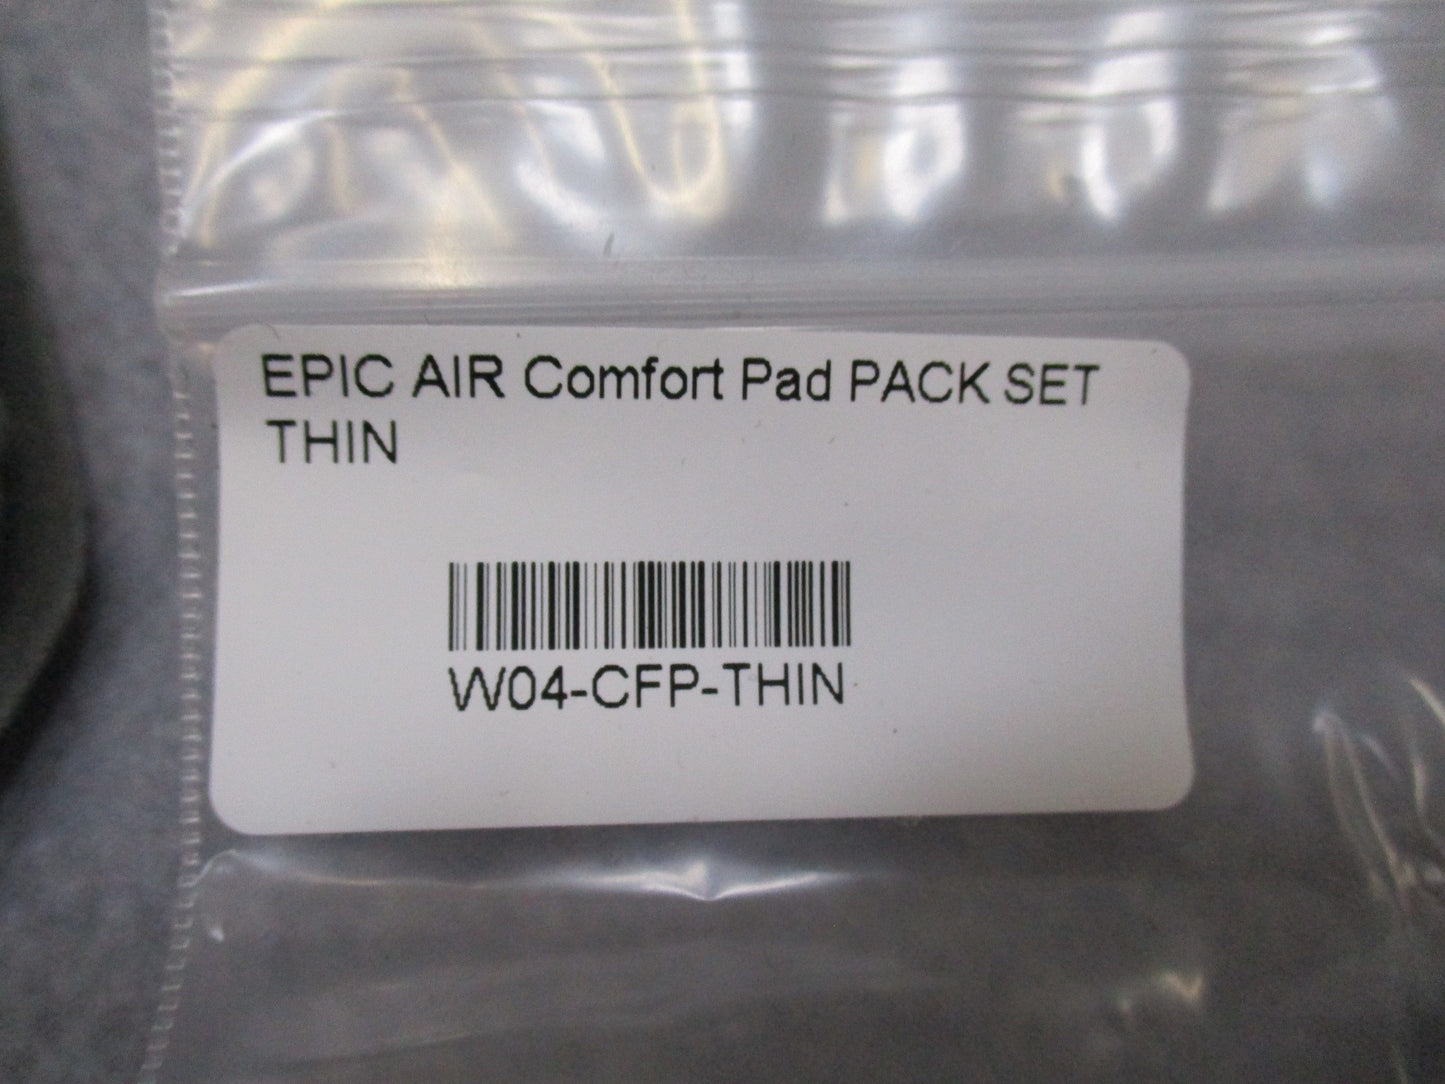 EPIC AIR Comfort Pad PACK SET
THIN
W04-CFP-THIN